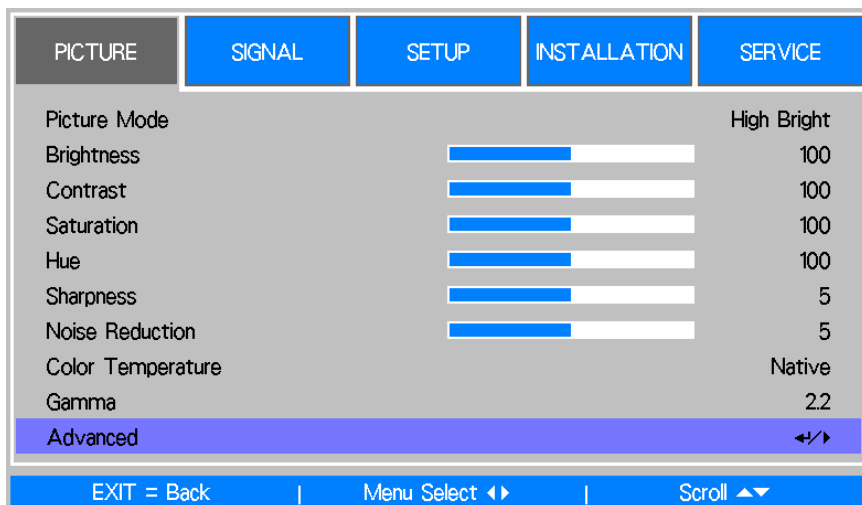 PICTURE SIGNAL SETUP INSTALLATION SERVICE
Picture Mode High Bright
Brightness 100
Contrast 100
Saturation 100
Hue 100
Sharpness 5
Noise Reduction 5
Color Temperature Native
Gamma 2.2
Advanced ↵/▶
EXIT = Back | Menu Select ◀▶ | Scroll ▲▼